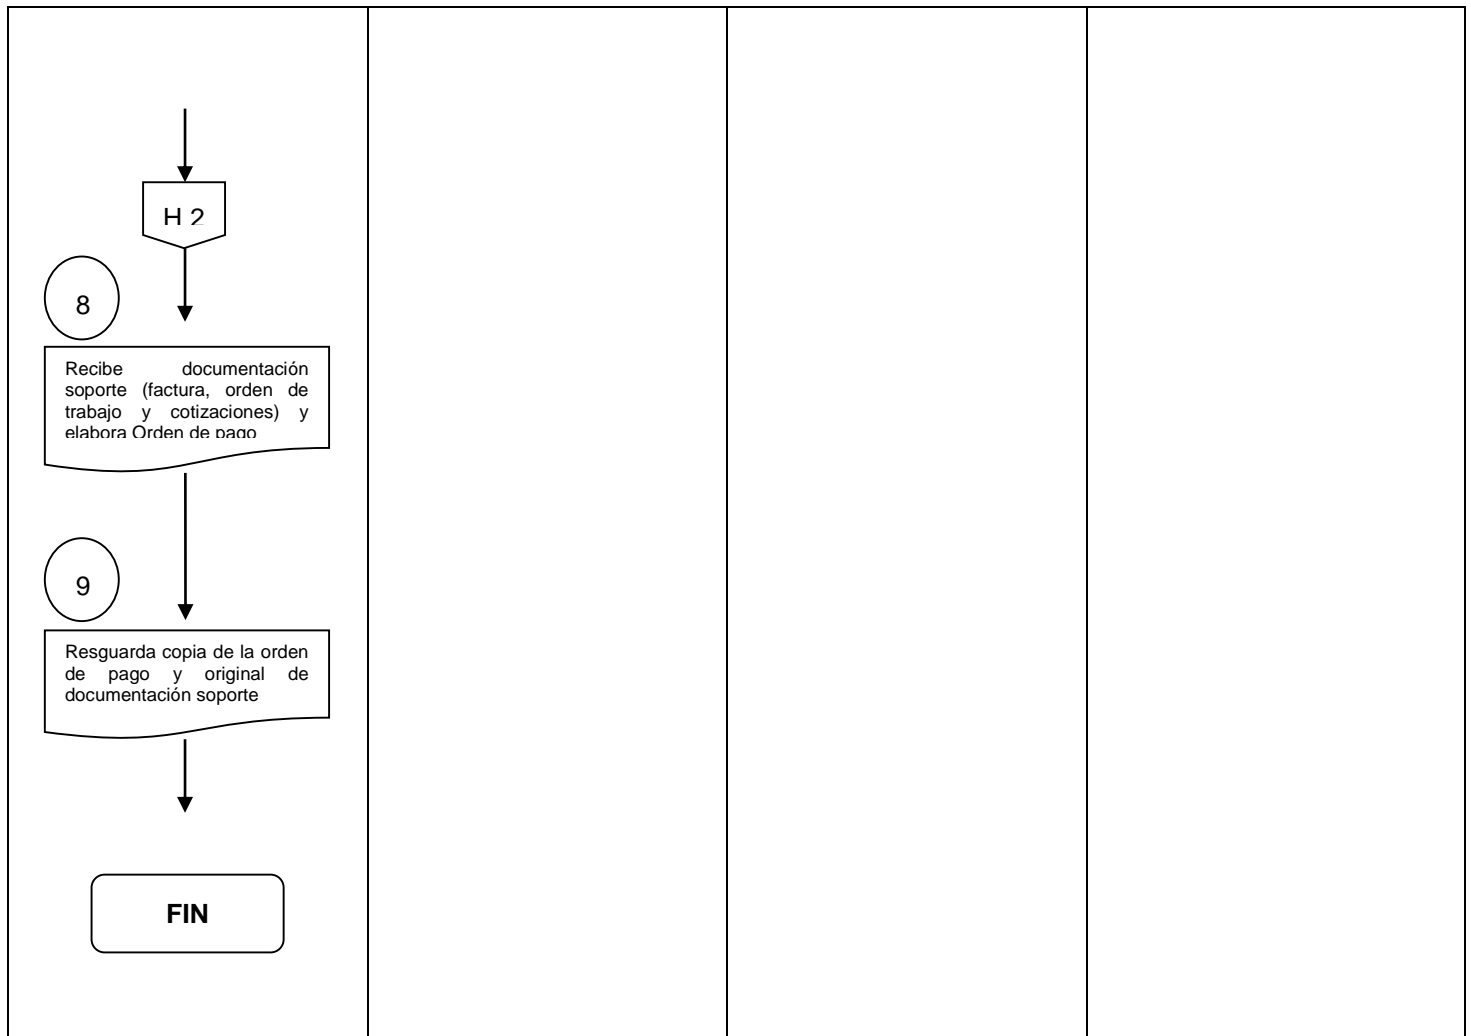 H 2
8
Recibe documentación
soporte (factura, orden de
trabajo y cotizaciones) y
elabora Orden de pago
9
Resguarda copia de la orden
de pago y original de
documentación soporte
FIN